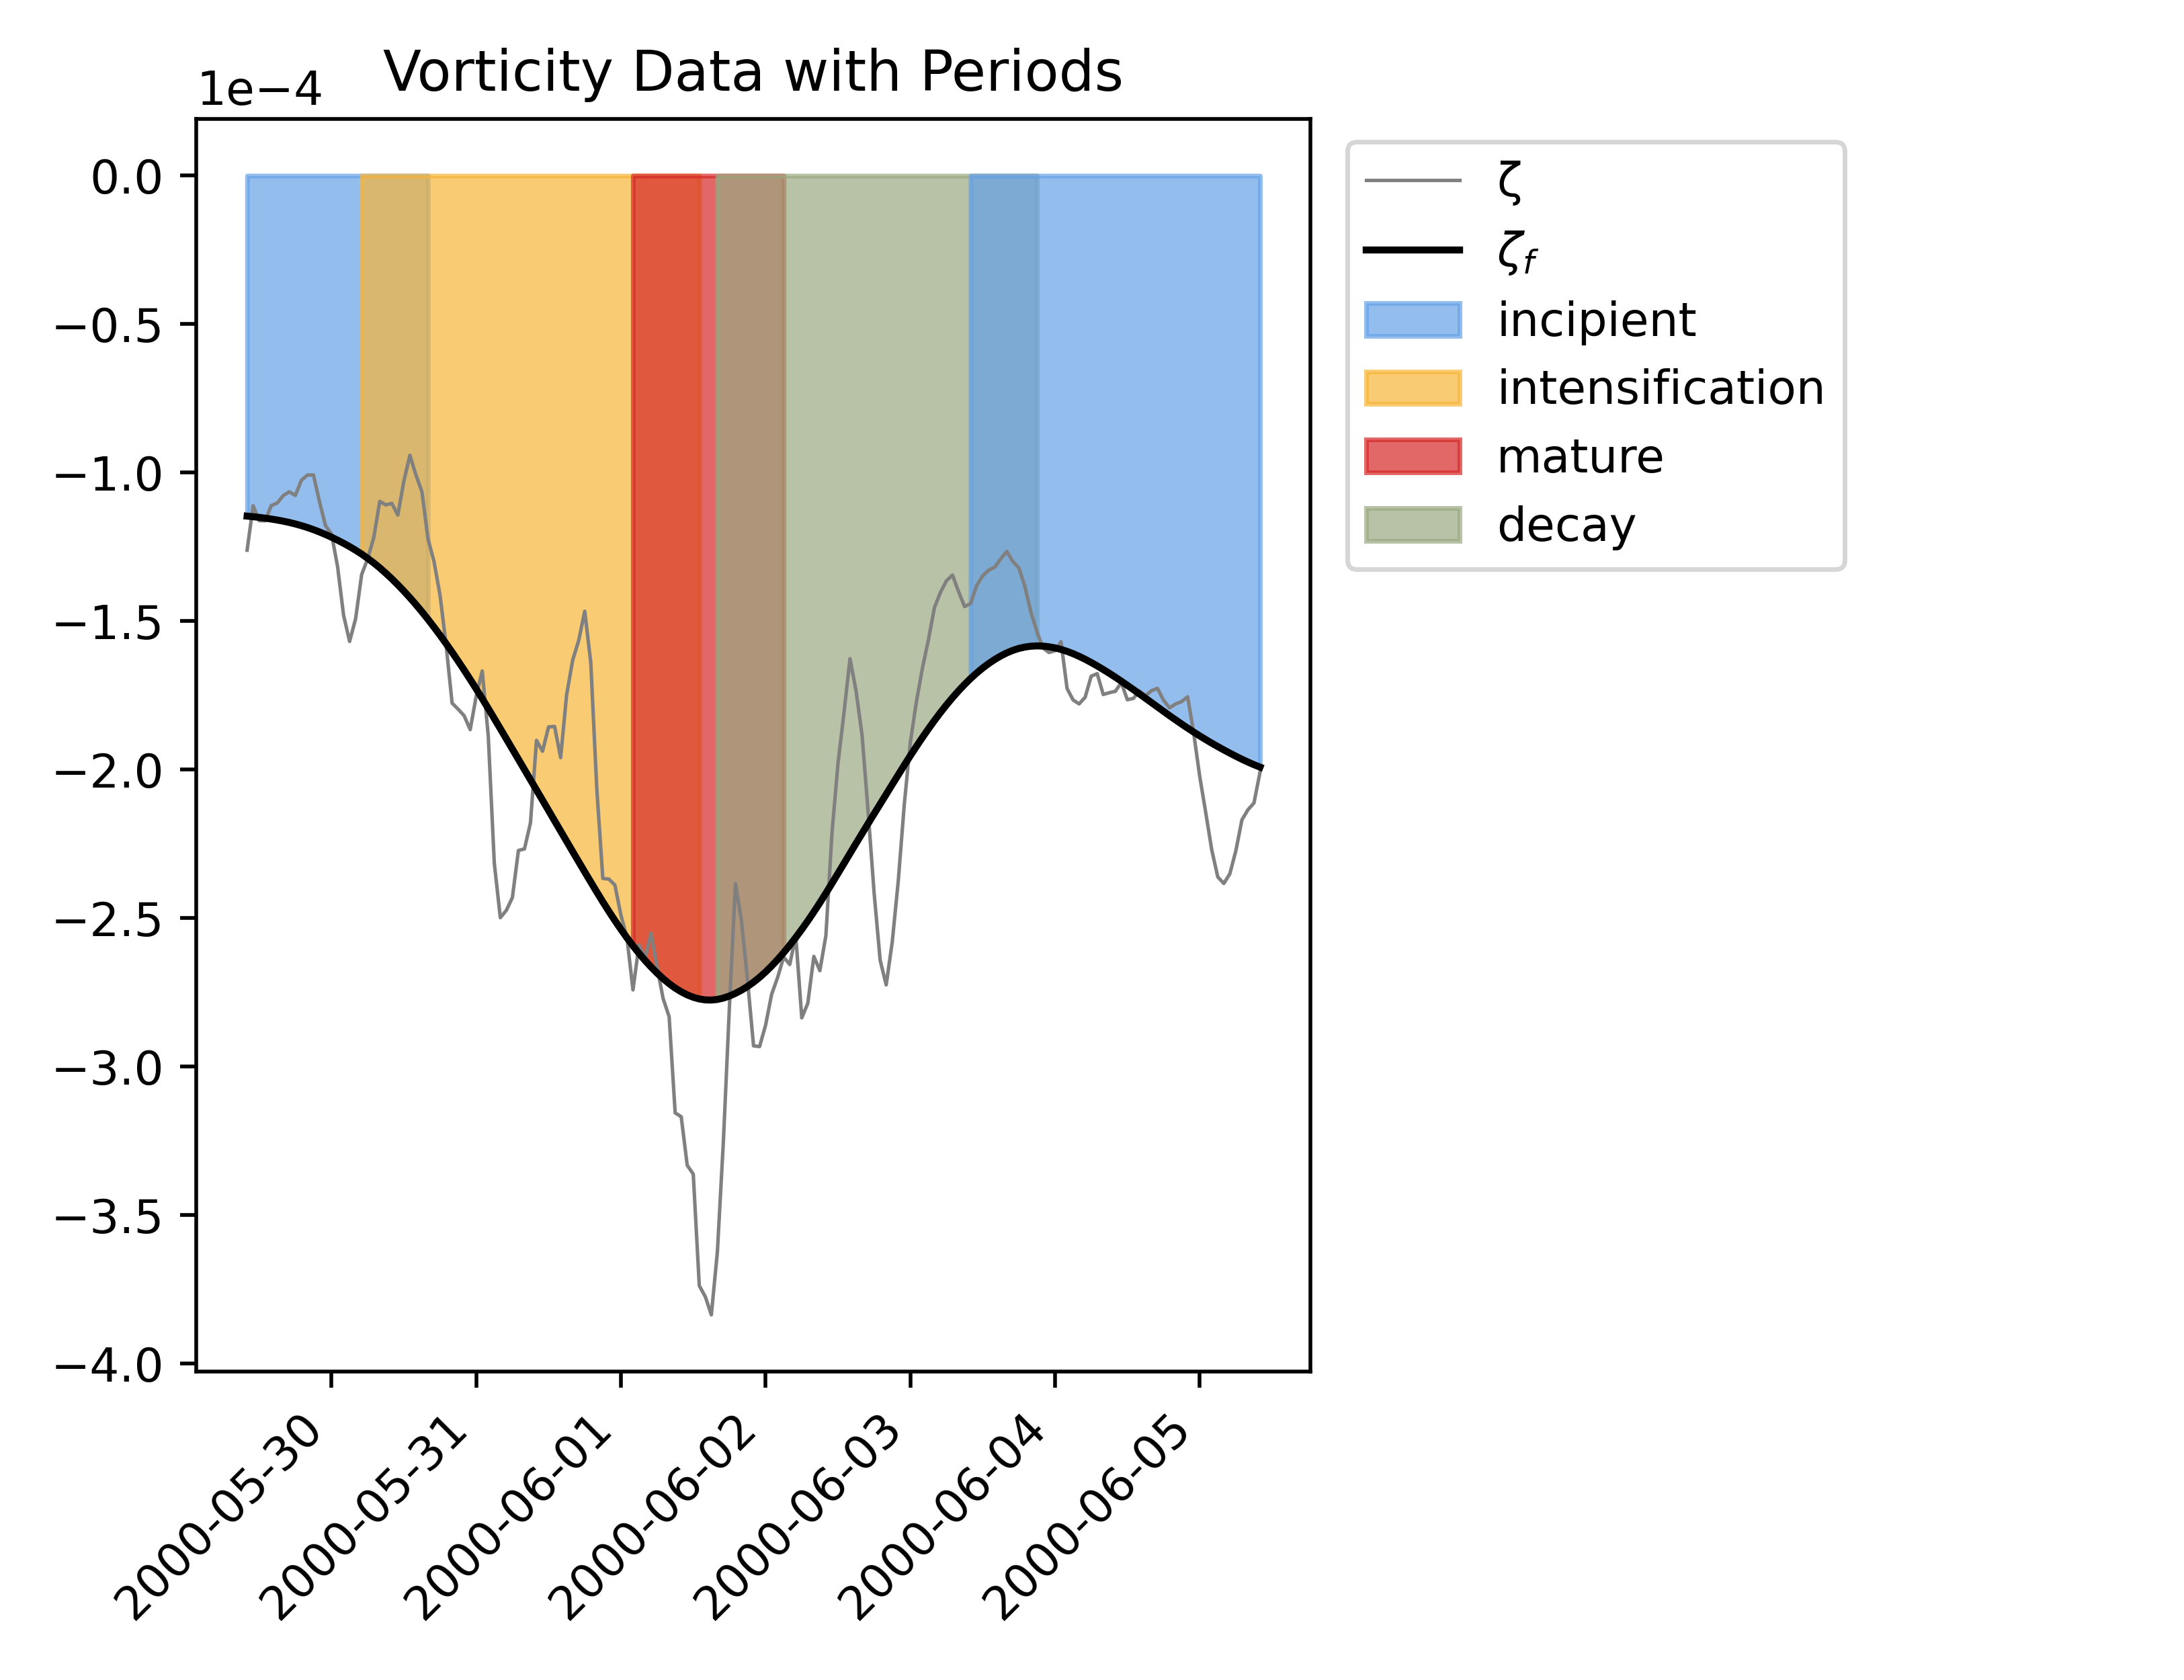 Vorticity Data with Periods
1e−4
0.0
−0.5
−1.0
−1.5
−2.0
−2.5
−3.0
−3.5
−4.0
2000-05-30
2000-05-31
2000-06-01
2000-06-02
2000-06-03
2000-06-04
2000-06-05
ζ
ζf
incipient
intensification
mature
decay